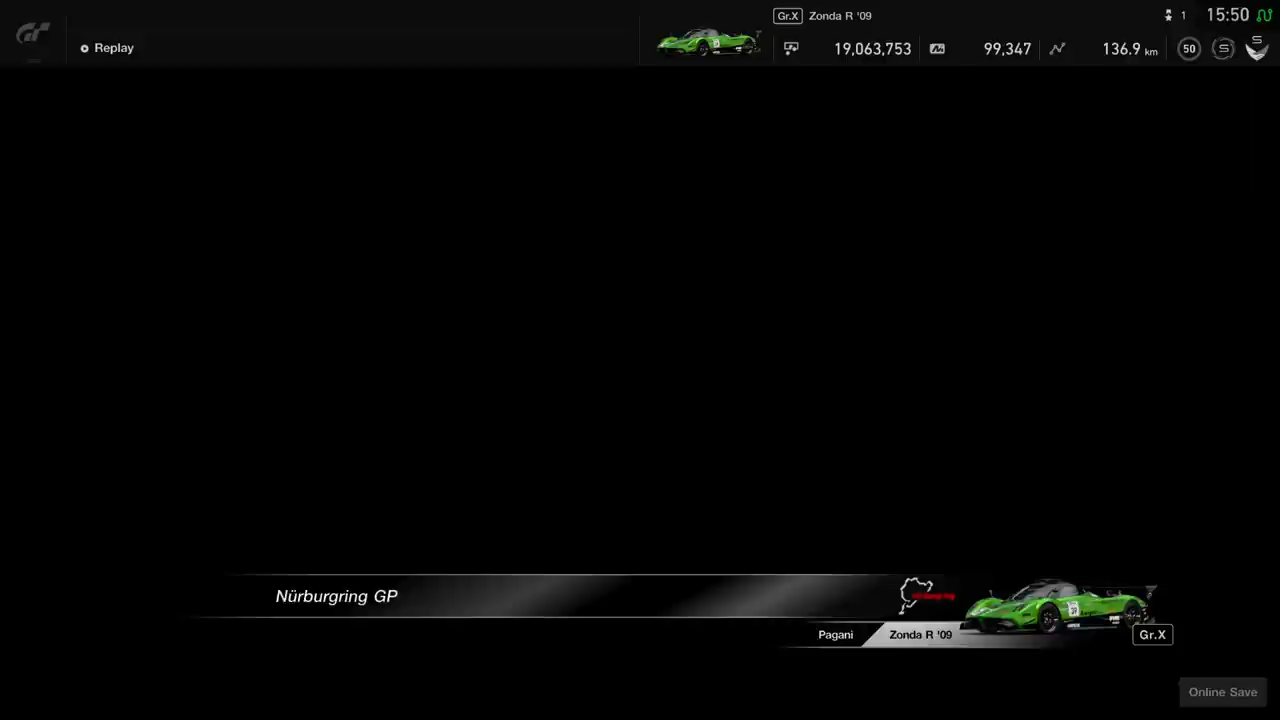 Gr.X Zonda R '09
1 15:50
Replay
19,063,753 99,347 136.9 km 50 S S
Nürburgring GP
Pagani Zonda R '09 Gr.X
Online Save